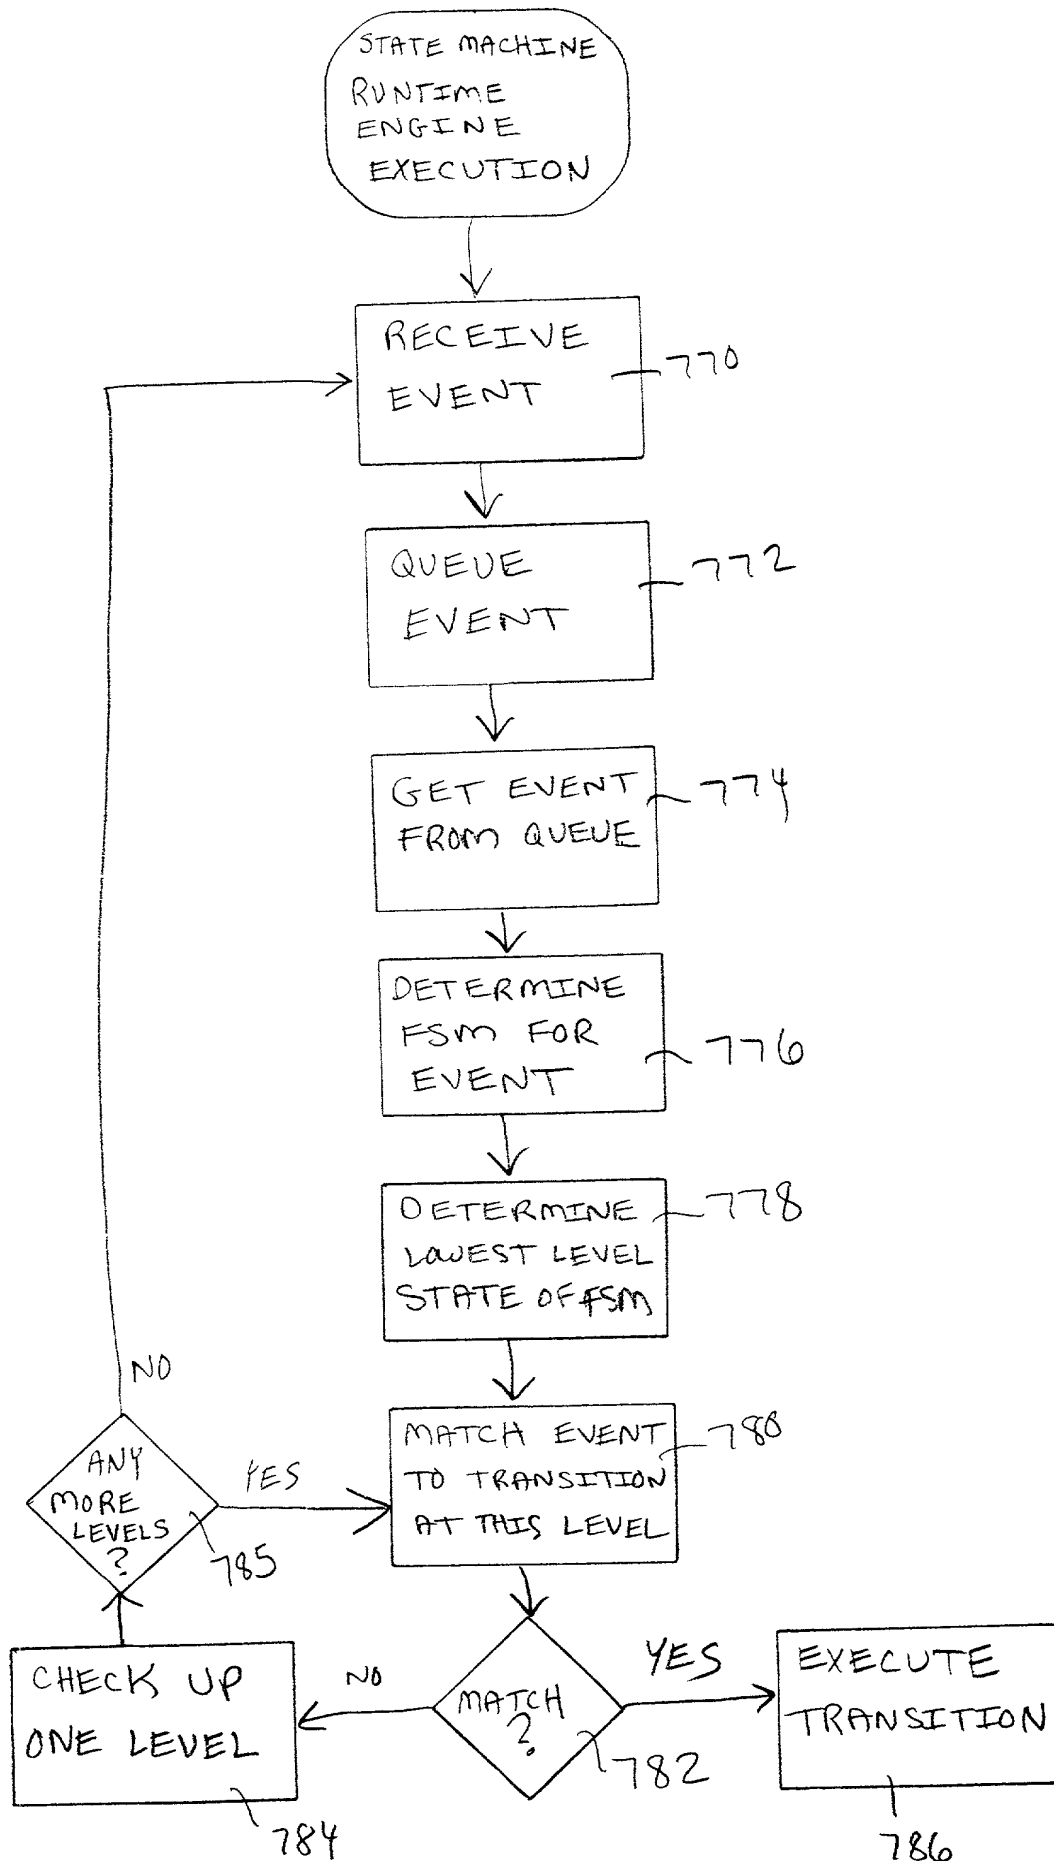 STATE MACHINE
RUNTIME
ENGINE
EXECUTION
RECEIVE
EVENT
770
QUEUE
EVENT
772
GET EVENT
FROM QUEUE
774
DETERMINE
FSM FOR
EVENT
776
DETERMINE
LOWEST LEVEL
STATE OF FSM
778
MATCH EVENT
TO TRANSITION
AT THIS LEVEL
780
NO
ANY
MORE
LEVELS
?
YES
785
MATCH
?
782
NO
YES
CHECK UP
ONE LEVEL
784
EXECUTE
TRANSITION
786